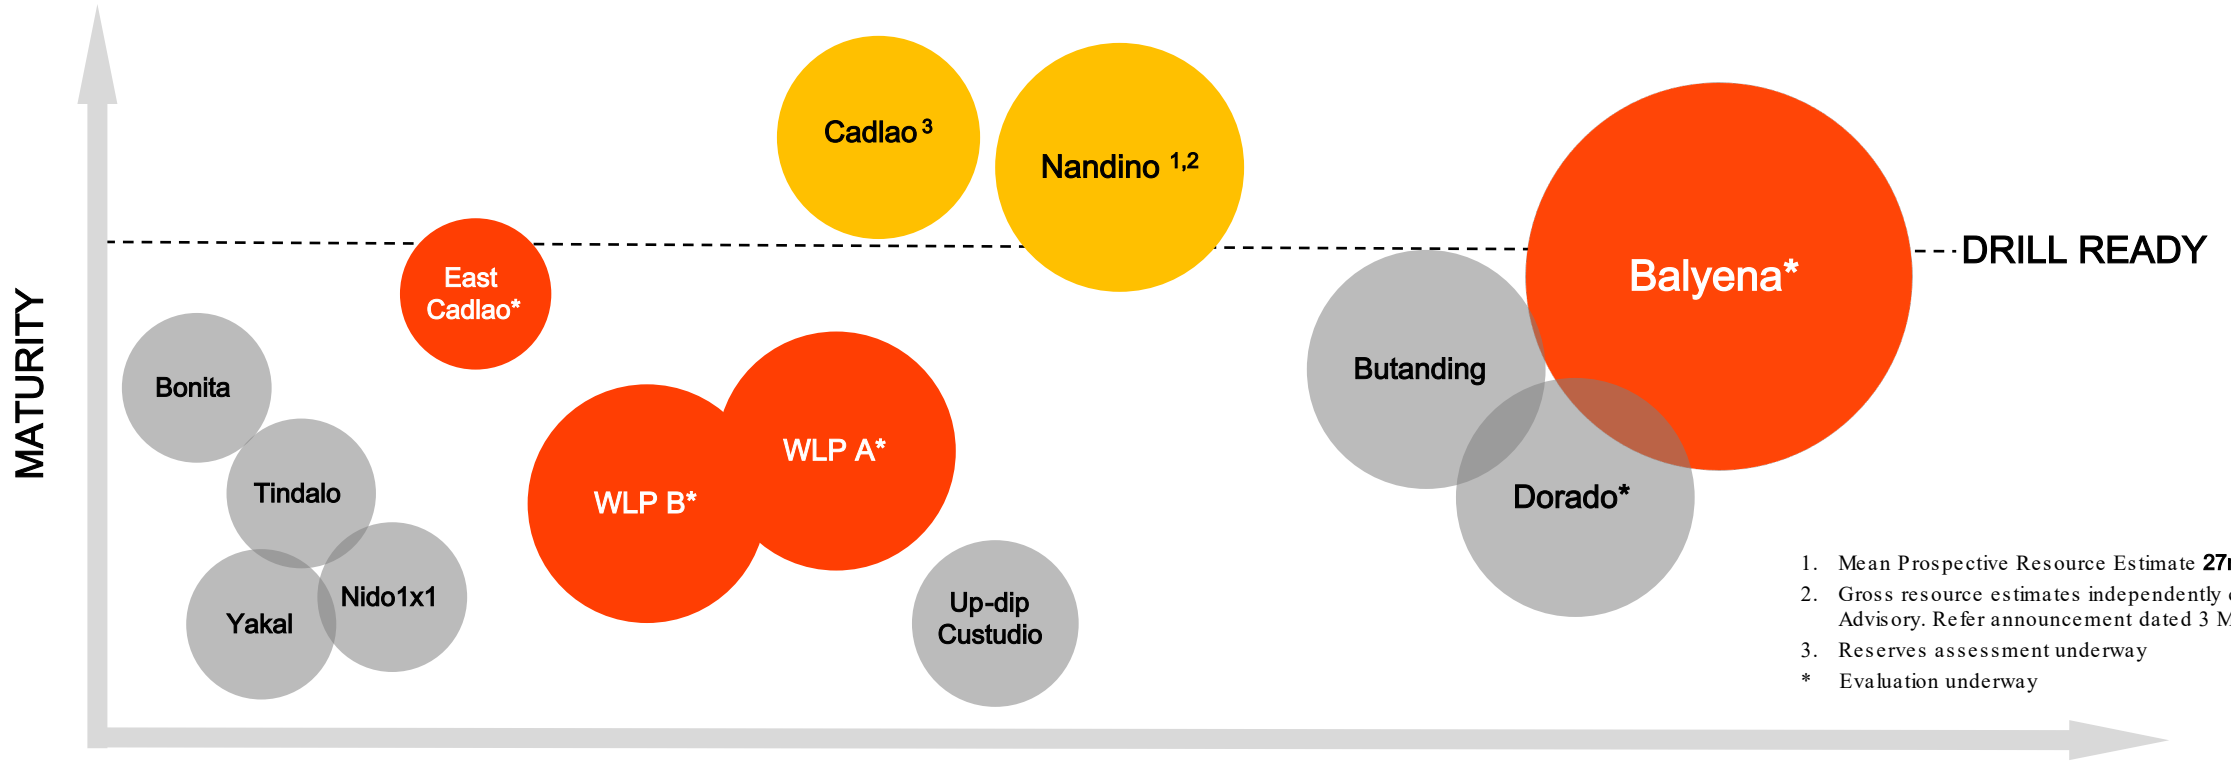 Cadlao 3
Nandino 1,2
DRILL READY
East
Cadlao*
Balyena*
MATURITY
Bonita
Butanding
WLP A*
Tindalo
WLP B*
Dorado*
Nido1x1
Yakal
Up-dip
Custudio
1. Mean Prospective Resource Estimate
2. Gross resource estimates independently
Advisory. Refer announcement dated 3
3. Reserves assessment underway
* Evaluation underway